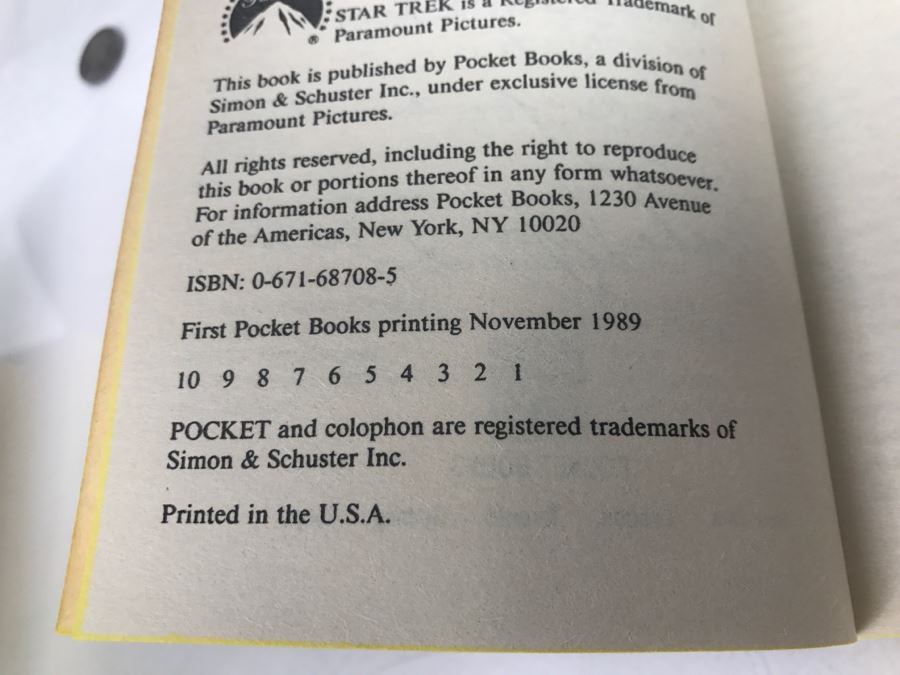 STAR TREK is a Registered Trademark of
Paramount Pictures.
This book is published by Pocket Books, a division of
Simon & Schuster Inc., under exclusive license from
Paramount Pictures.
All rights reserved, including the right to reproduce
this book or portions thereof in any form whatsoever.
For information address Pocket Books, 1230 Avenue
of the Americas, New York, NY 10020
ISBN: 0-671-68708-5
First Pocket Books printing November 1989
10 9 8 7 6 5 4 3 2 1
POCKET and colophon are registered trademarks of
Simon & Schuster Inc.
Printed in the U.S.A.